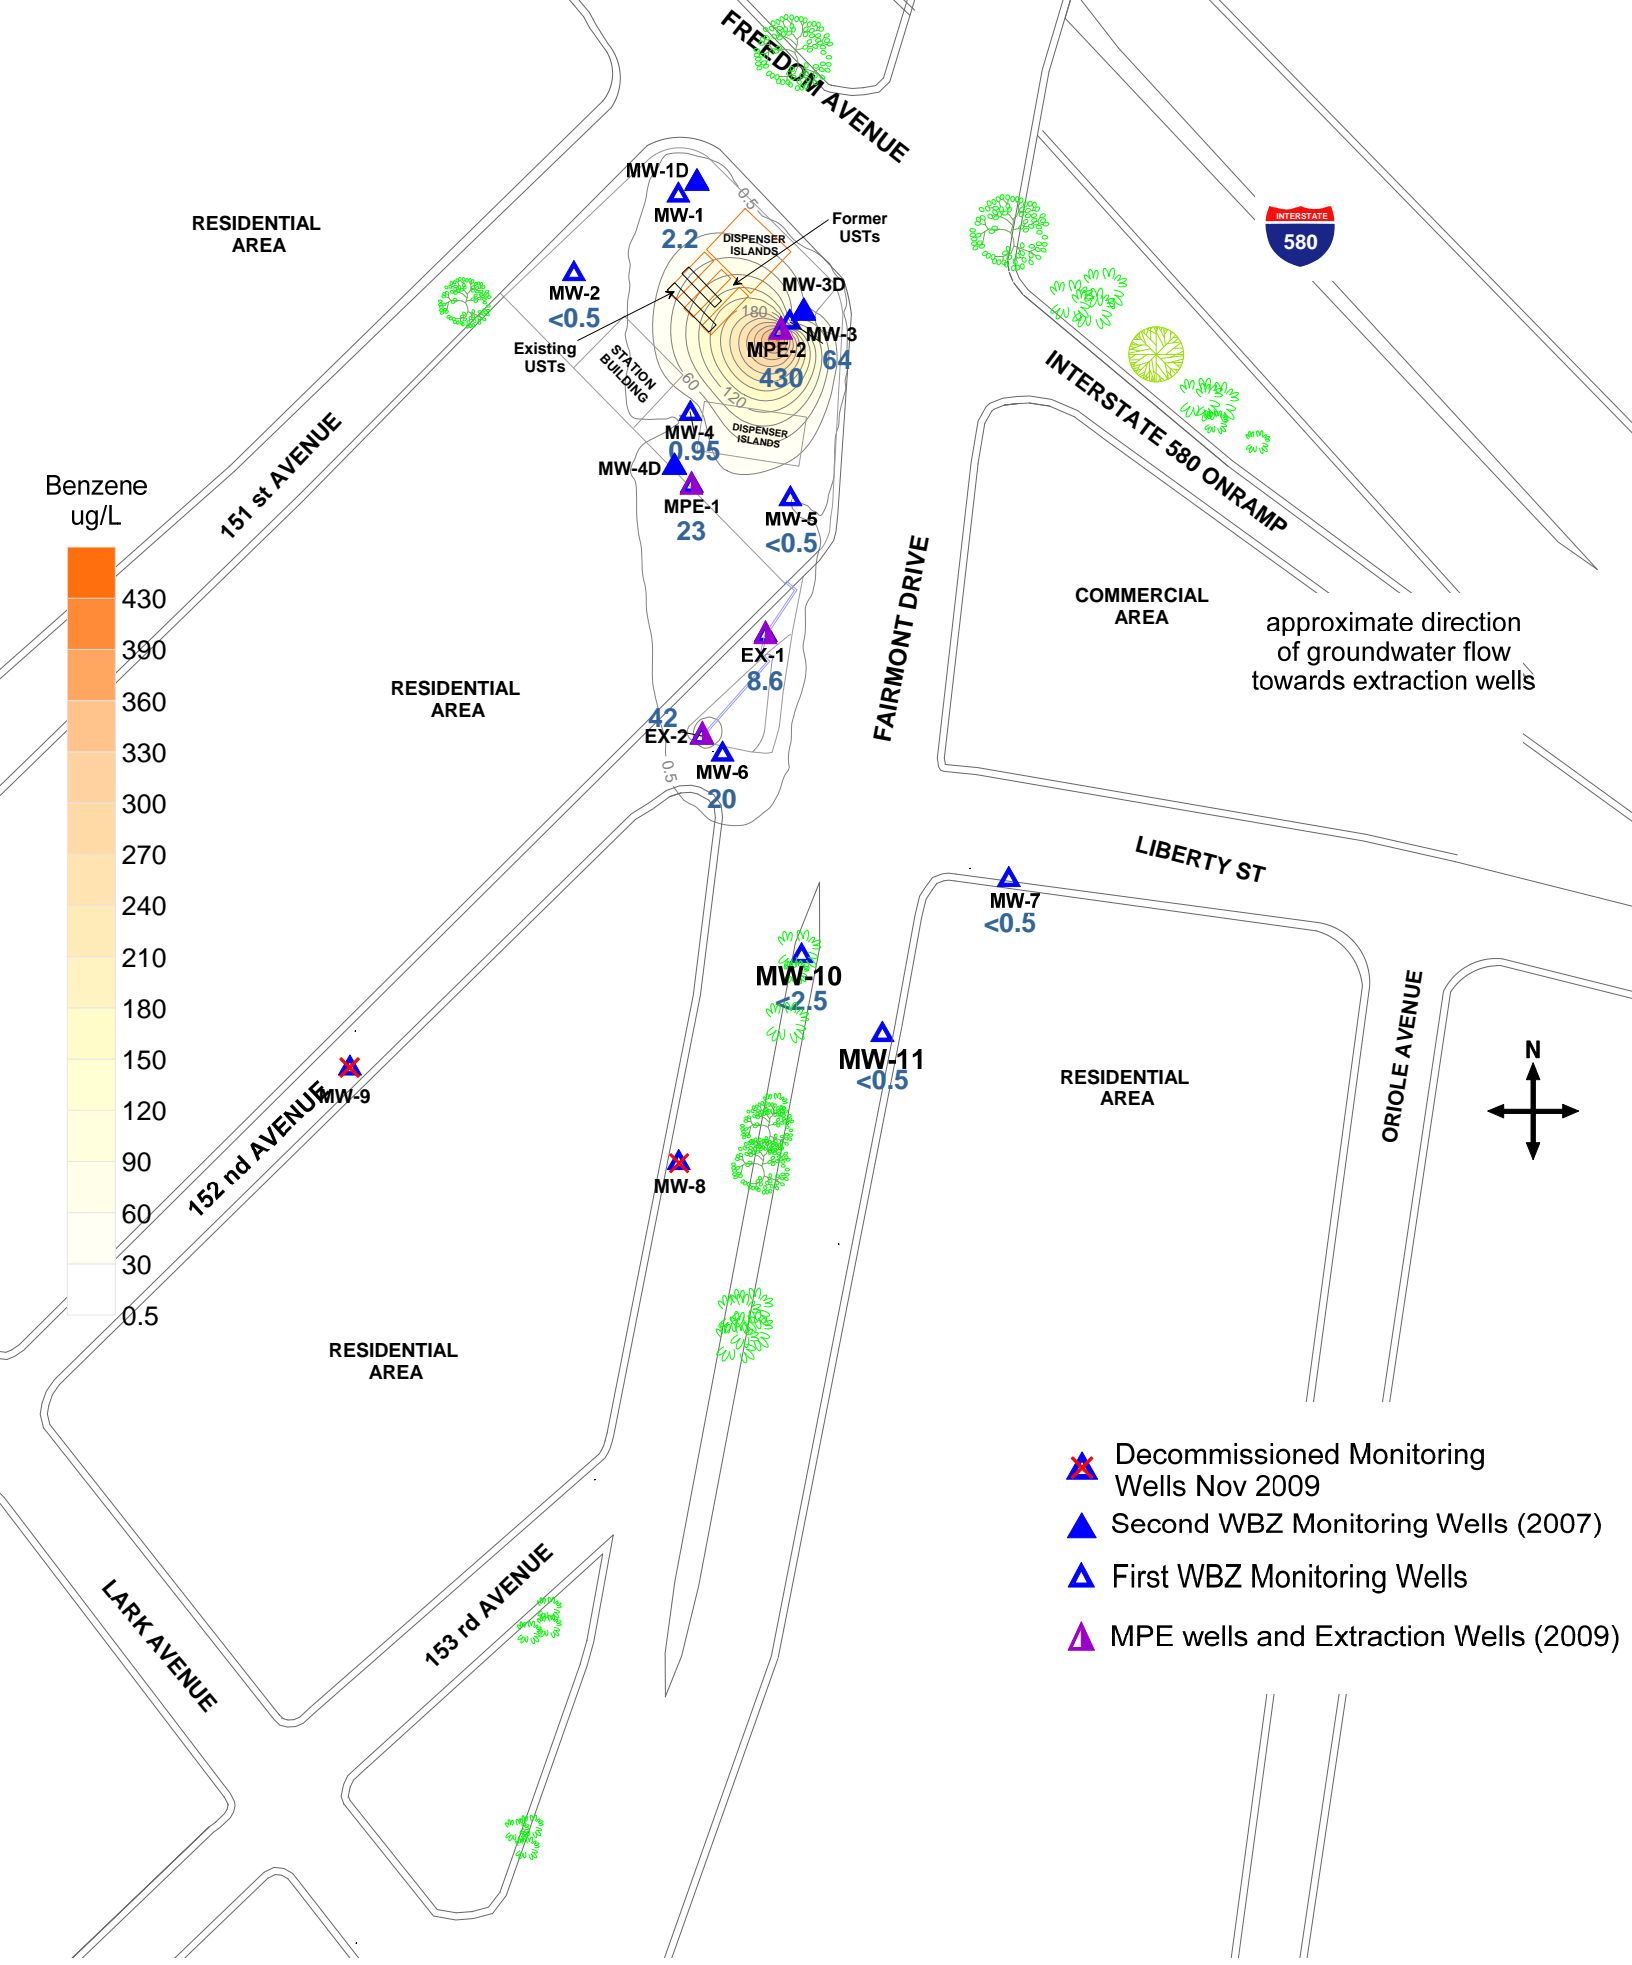 FREEDOM AVENUE
MW-1D
MW-1
2.2
0.5
Former
USTs
DISPENSER
ISLANDS
RESIDENTIAL
AREA
INTERSTATE
580
MW-2
<0.5
MW-3D
180
MW-3
64
MPE-2
430
Existing
USTs
STATION
BUILDING
60
120
MW-4
0.95
DISPENSER
ISLANDS
MW-4D
MPE-1
23
MW-5
<0.5
INTERSTATE 580 ONRAMP
151 st AVENUE
Benzene
ug/L
430
390
360
330
300
270
240
210
180
150
120
90
60
30
0.5
FAIRMONT DRIVE
COMMERCIAL
AREA
approximate direction
of groundwater flow
towards extraction wells
EX-1
8.6
RESIDENTIAL
AREA
42
EX-2
MW-6
20
0.5
LIBERTY ST
MW-7
<0.5
MW-10
<2.5
MW-11
<0.5
ORIOLE AVENUE
N
RESIDENTIAL
AREA
MW-9
152 nd AVENUE
MW-8
RESIDENTIAL
AREA
Decommissioned Monitoring
Wells Nov 2009
Second WBZ Monitoring Wells (2007)
First WBZ Monitoring Wells
MPE wells and Extraction Wells (2009)
LARK AVENUE
153 rd AVENUE